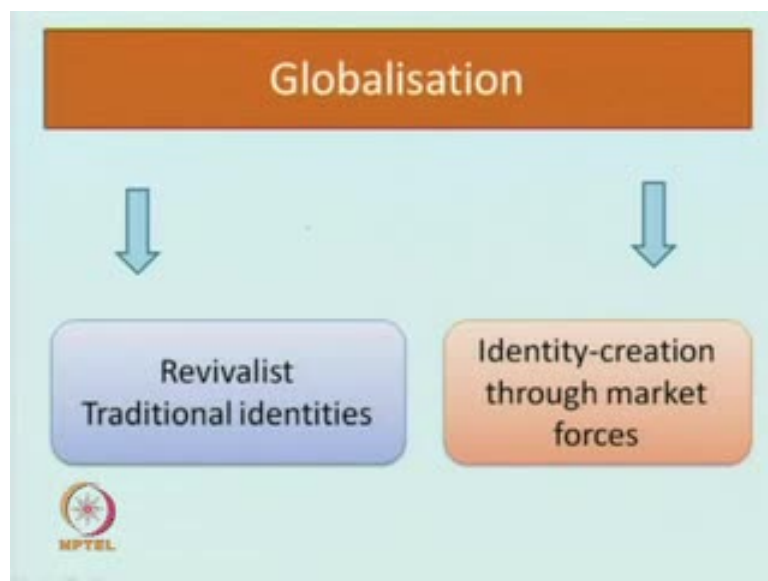 Globalisation
Revivalist
Traditional identities
Identity-creation
through market
forces
NPTEL